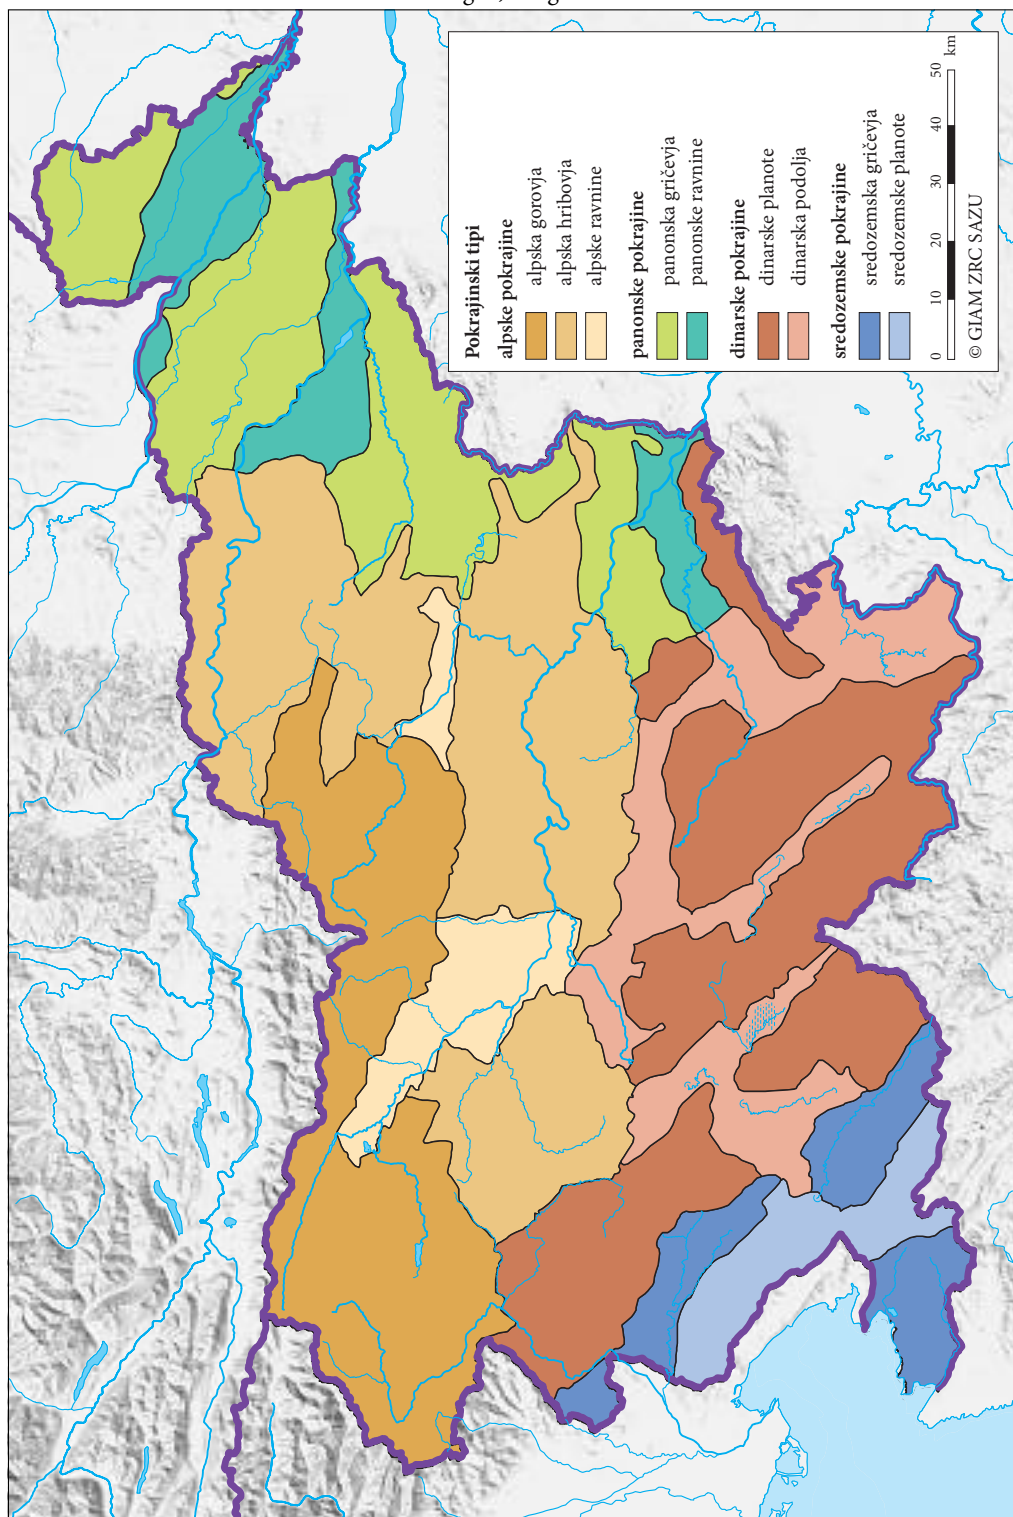 Pokrajinski tipi
alpske pokrajine
alpska gorovja
alpska hribovja
alpske ravnine
panonske pokrajine
panonska gričevja
panonske ravnine
dinarske pokrajine
dinarske planote
dinarska podolja
sredozemske pokrajine
sredozemska gričevja
sredozemske planote
0 10 20 30 40 50 km
© GIAM ZRC SAZU